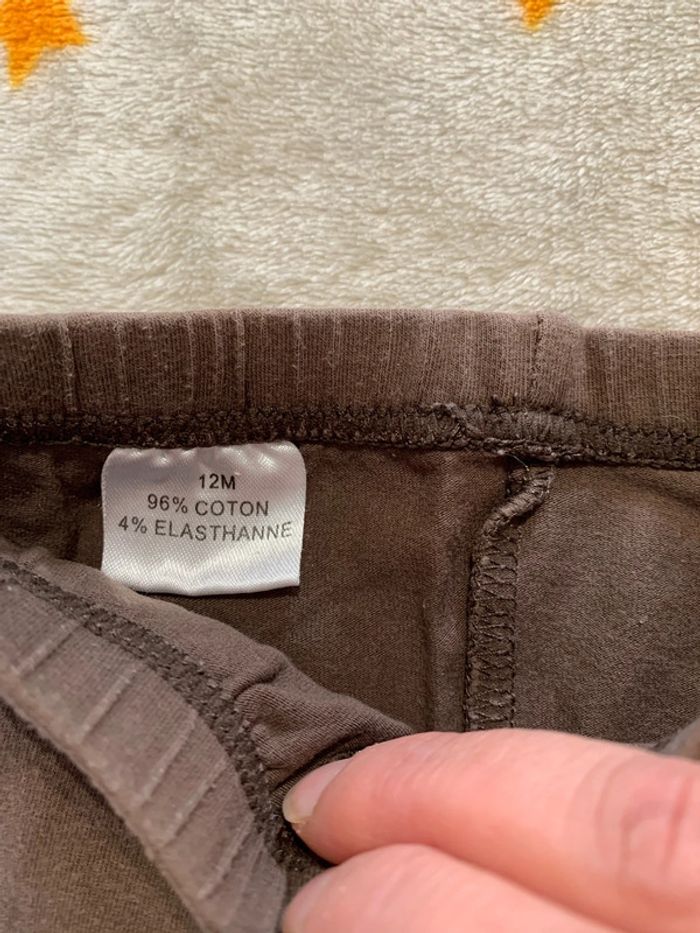 12M
96% COTON
4% ELASTHANNE